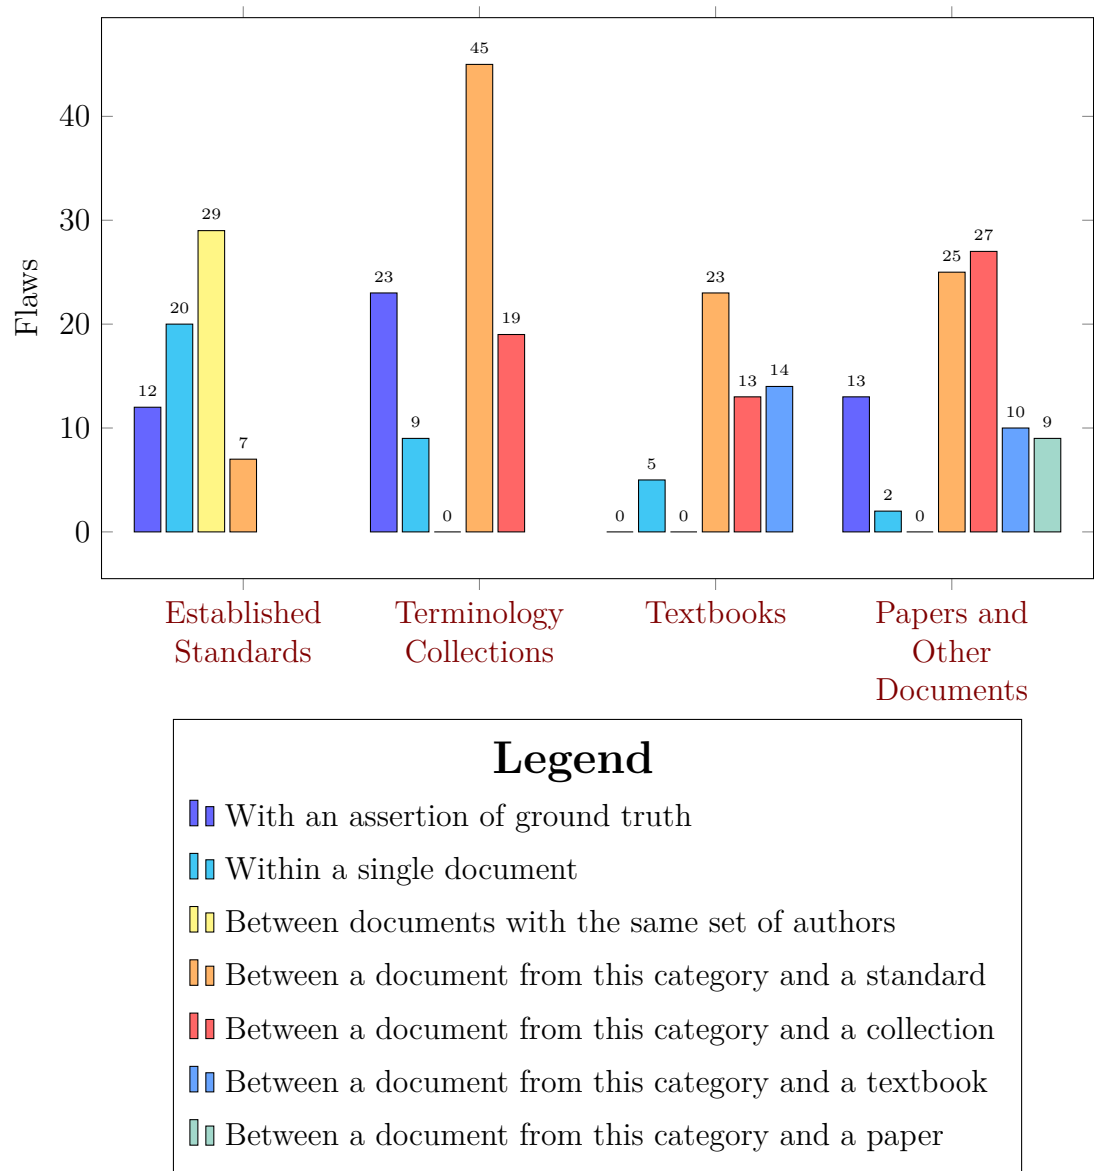 45
40
30
29
27
25
23
23
20
20
19
14
13
13
12
10
10
9
9
7
5
2
0
0
0
0
0
Flaws
Established Standards
Terminology Collections
Textbooks
Papers and Other Documents
Legend
With an assertion of ground truth
Within a single document
Between documents with the same set of authors
Between a document from this category and a standard
Between a document from this category and a collection
Between a document from this category and a textbook
Between a document from this category and a paper